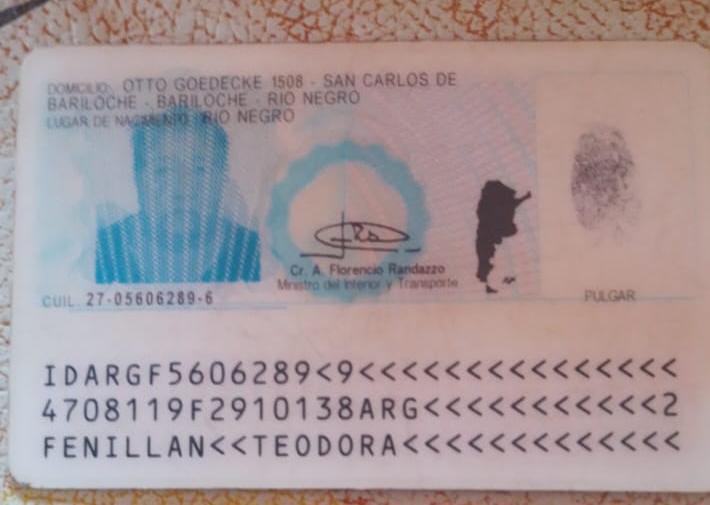 DOMICILIO: OTTO GOEDECKE 1508 - SAN CARLOS DE
BARILOCHE - BARILOCHE - RIO NEGRO
LUGAR DE NACIMIENTO: RIO NEGRO
Cr. A. Florencio Randazzo
Ministro del Interior y Transporte
CUIL: 27-05606289-6
PULGAR
IDARGF5606289<9<<<<<<<<<<<<<<<
4708119F2910138ARG<<<<<<<<<<<2
FENILLAN<<TEODORA<<<<<<<<<<<<<